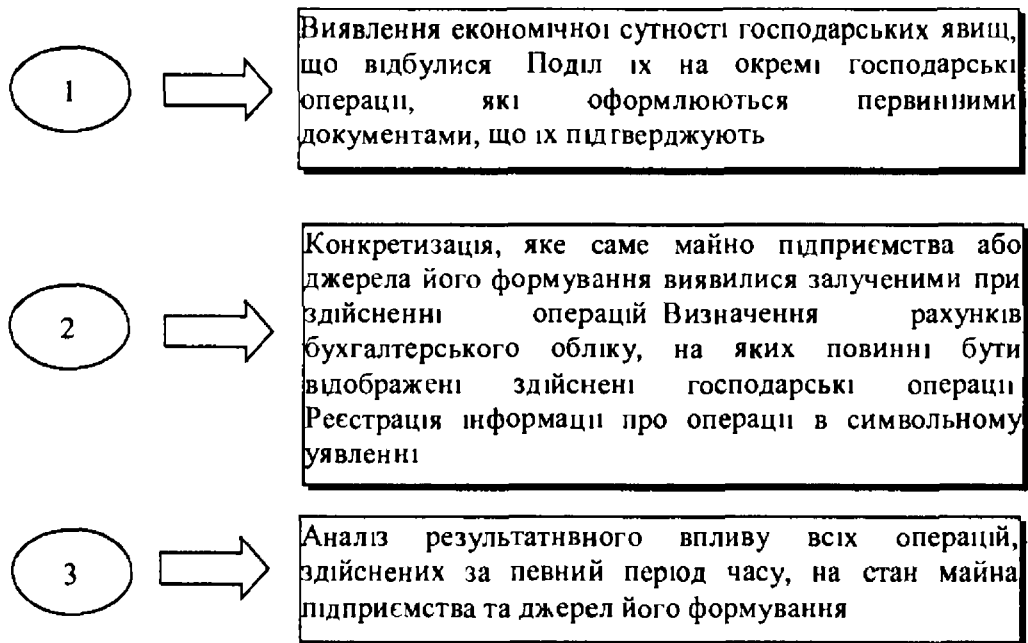 1
Виявлення економічної сутності господарських явищ,
що відбулися Поділ їх на окремі господарські
операції, які оформлюються первинними
документами, що їх підтверджують
2
Конкретизація, яке саме майно підприємства або
джерела його формування виявилися залученими при
здійсненні операцій Визначення рахунків
бухгалтерського обліку, на яких повинні бути
відображені здійснені господарські операції
Реєстрація інформації про операції в символьному
уявленні
3
Аналіз результативного впливу всіх операцій,
здійснених за певний період часу, на стан майна
підприємства та джерел його формування